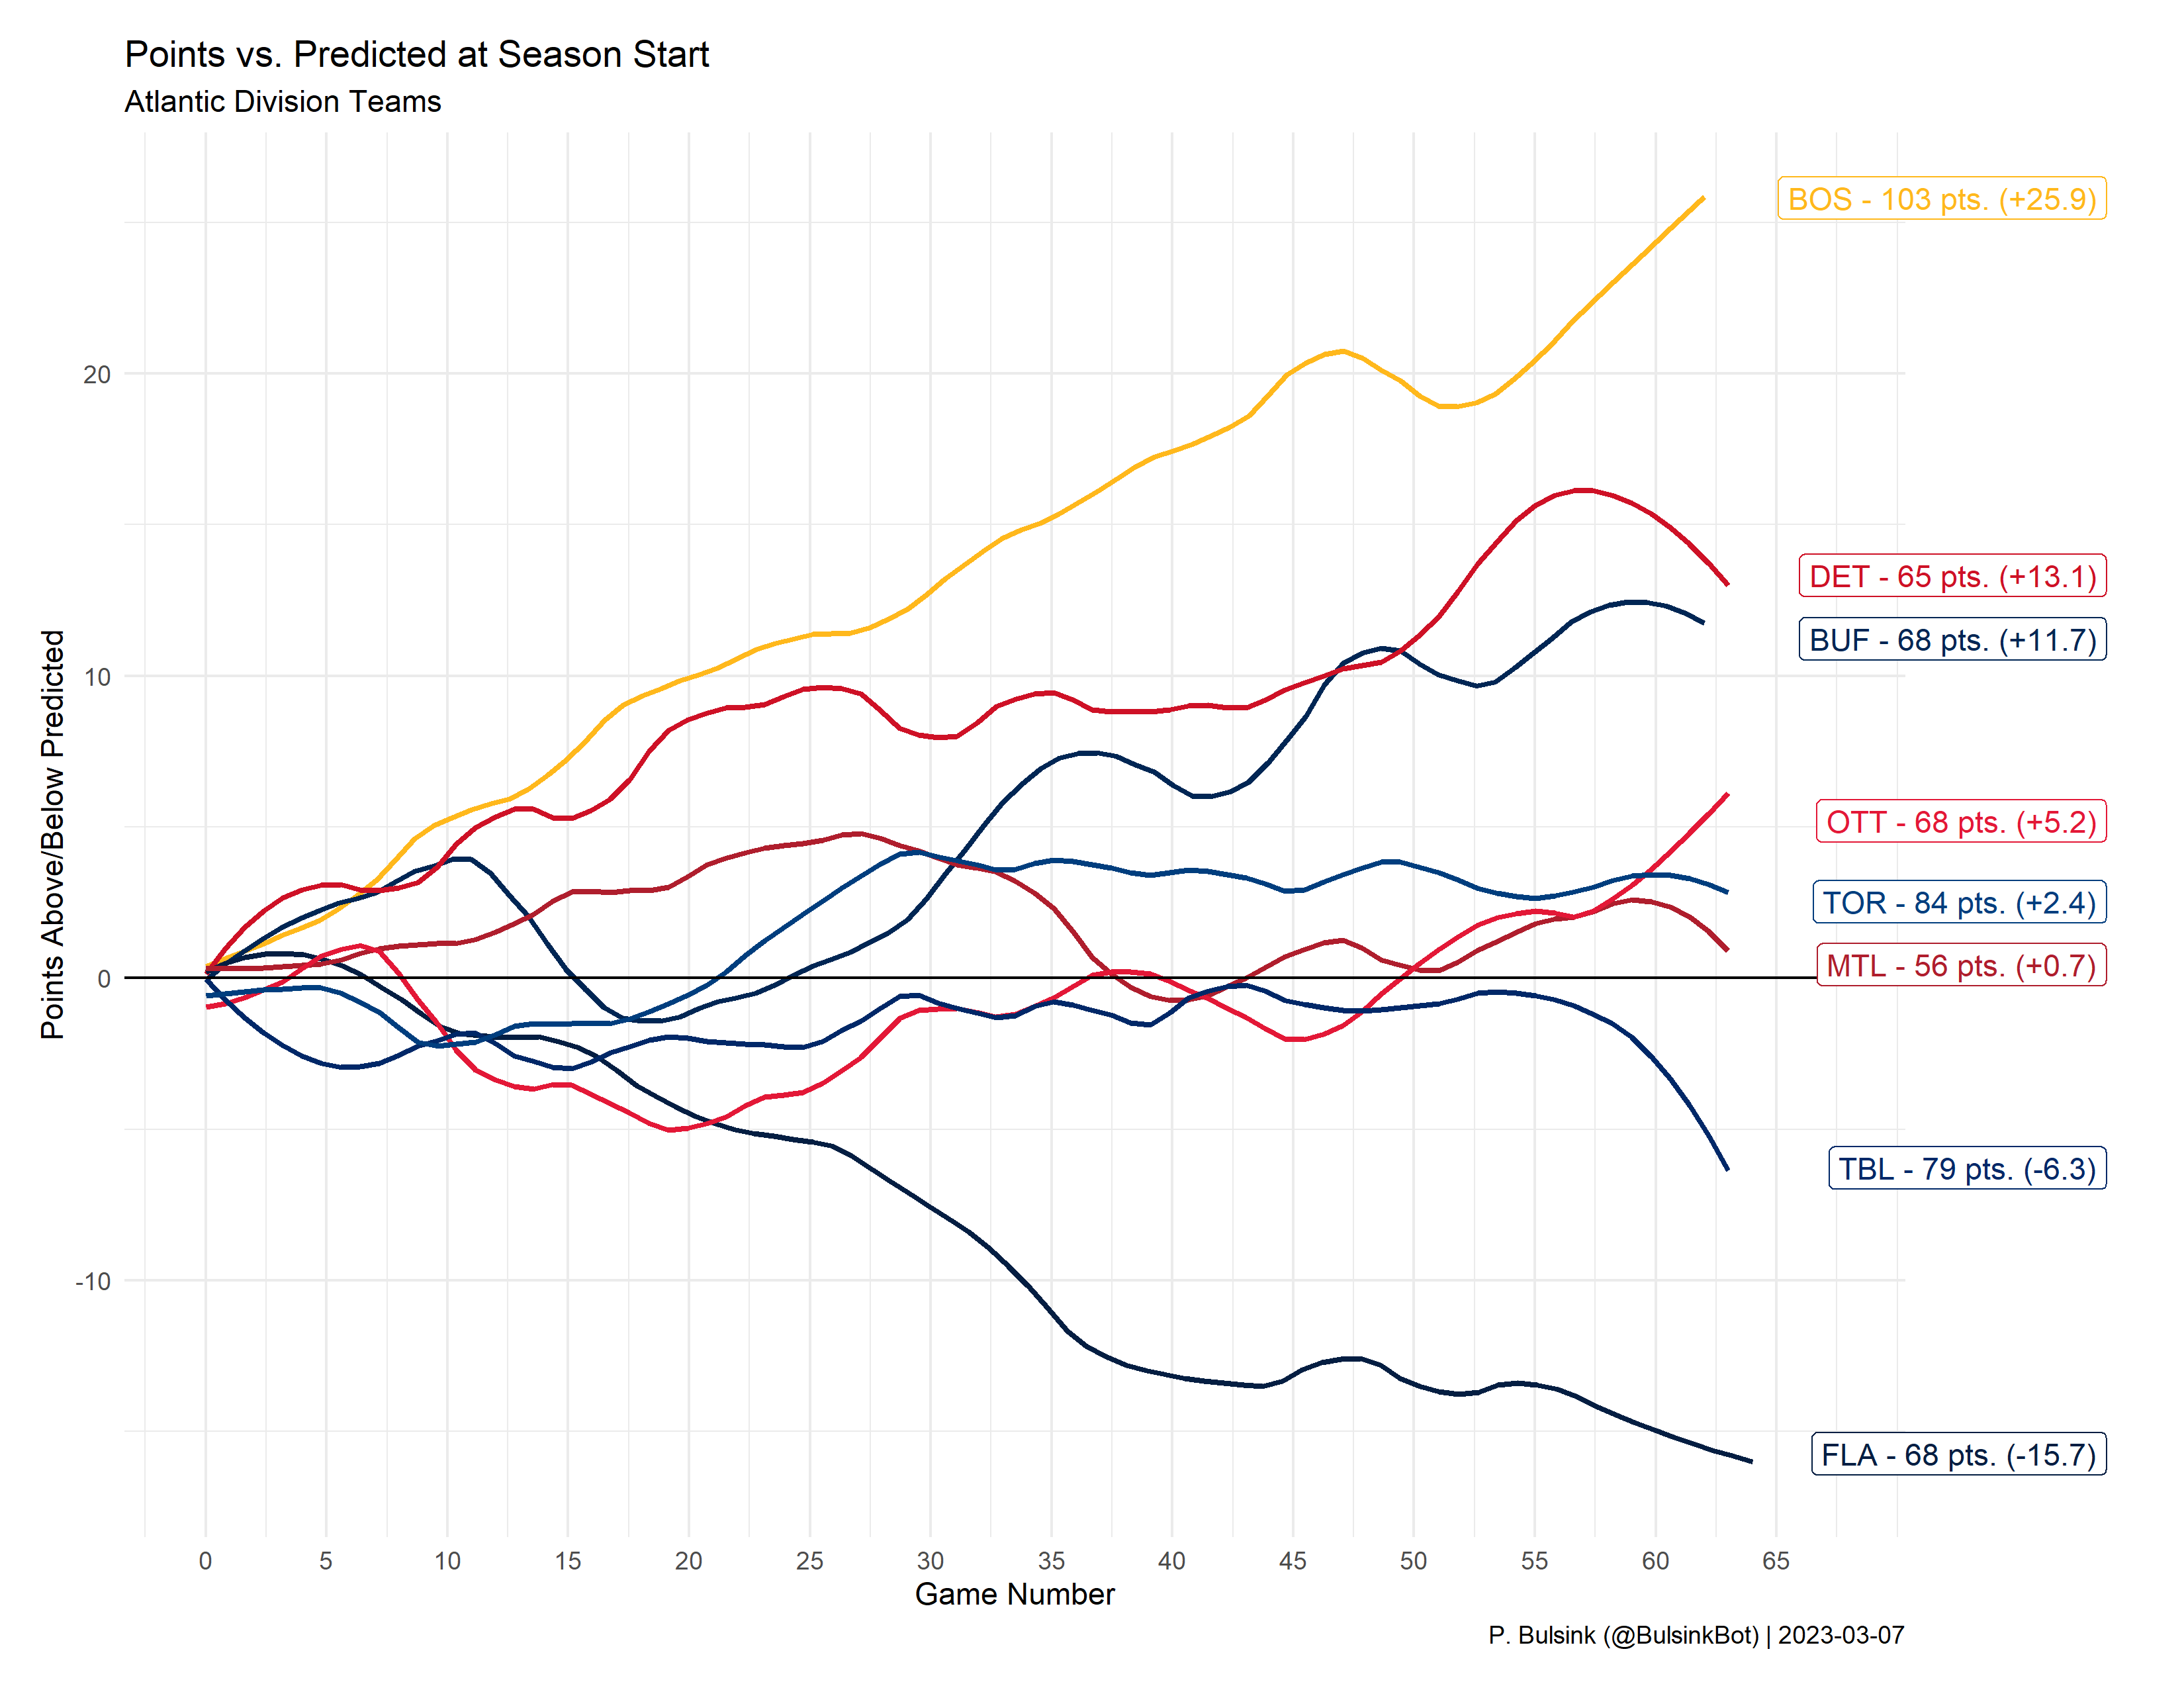 Points vs. Predicted at Season Start
Atlantic Division Teams
Points Above/Below Predicted
20
10
0
-10
BOS - 103 pts. (+25.9)
DET - 65 pts. (+13.1)
BUF - 68 pts. (+11.7)
OTT - 68 pts. (+5.2)
TOR - 84 pts. (+2.4)
MTL - 56 pts. (+0.7)
TBL - 79 pts. (-6.3)
FLA - 68 pts. (-15.7)
0 5 10 15 20 25 30 35 40 45 50 55 60 65
Game Number
P. Bulsink (@BulsinkBot) | 2023-03-07